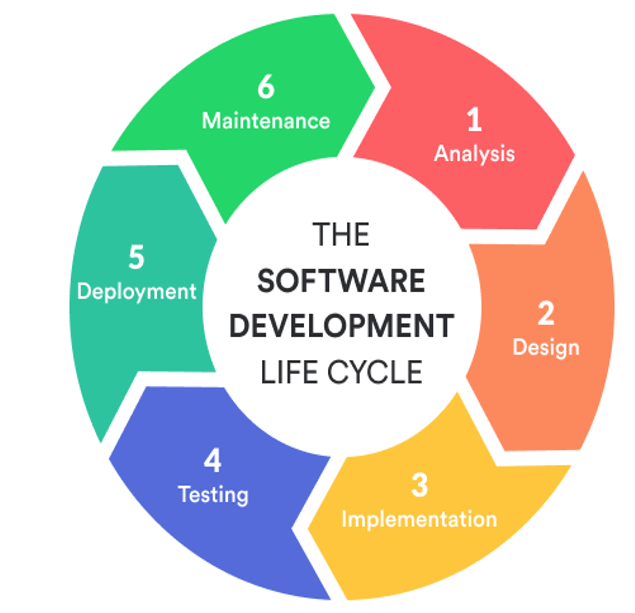 THE
SOFTWARE
DEVELOPMENT
LIFE CYCLE
1
Analysis
2
Design
3
Implementation
4
Testing
5
Deployment
6
Maintenance